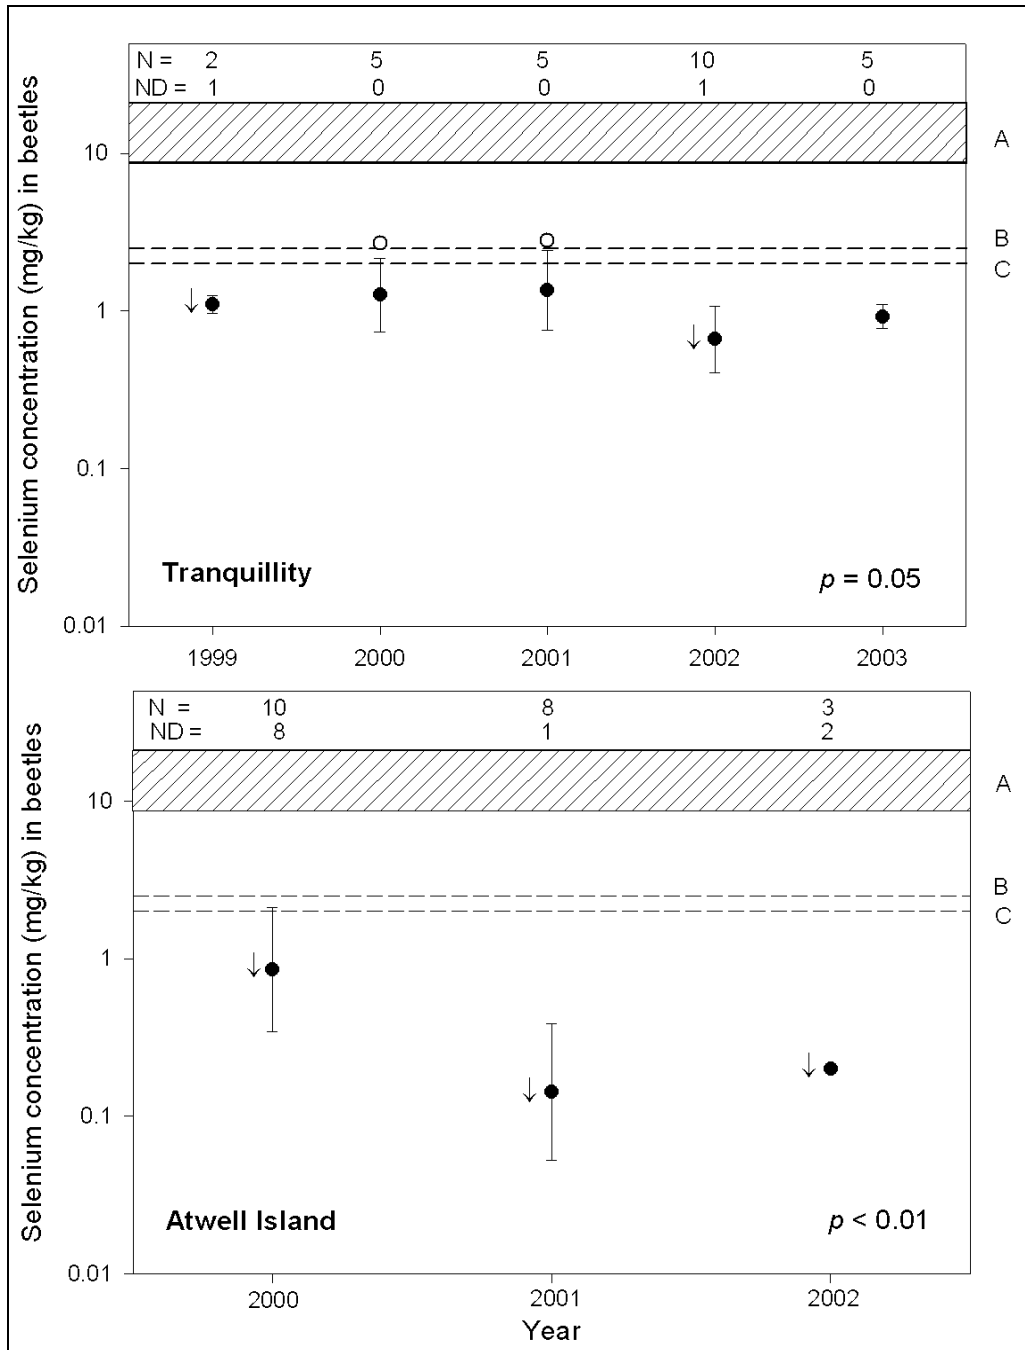 Selenium concentration (mg/kg) in beetles
N = 2 5 5 10 5
ND = 1 0 0 1 0
A
10
B
C
1
0.1
Tranquillity p = 0.05
0.01
1999 2000 2001 2002 2003
Selenium concentration (mg/kg) in beetles
N = 10 8 3
ND = 8 1 2
A
10
B
C
1
0.1
Atwell Island p < 0.01
0.01
2000 2001 2002
Year